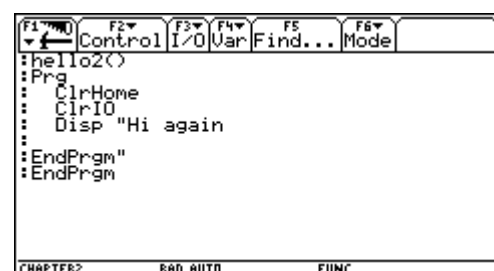 F1 F2▼ F3▼ F4▼ F5 F6▼
Control I/O Var Find... Mode
:hello2()
:Prg
: ClrHome
: ClrIO
: Disp "Hi again
:
:EndPrgm"
:EndPrgm
CHAPTER2 RAD AUTO FUNC